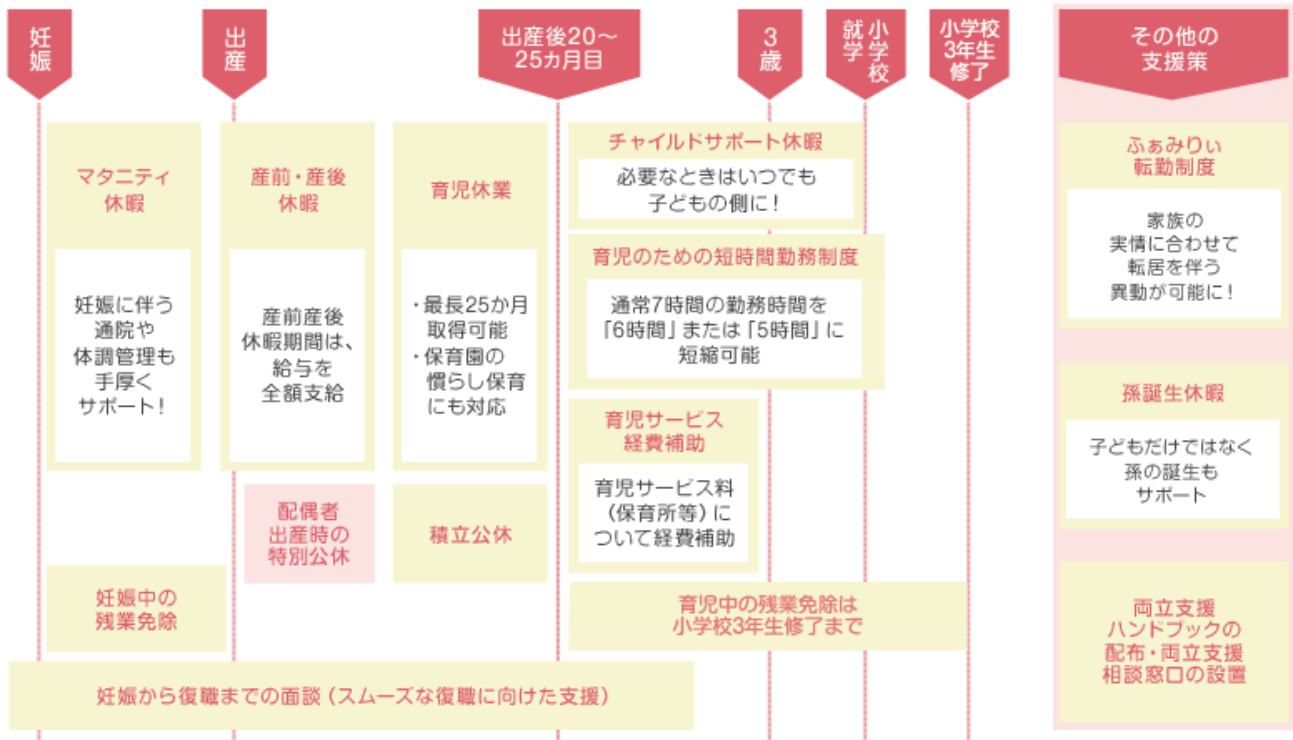 妊娠
出産
出産後20～
25カ月目
3歳
小学校
就学
小学校
3年生
修了
その他の
支援策
マタニティ
休暇
妊娠に伴う
通院や
体調管理も
手厚く
サポート！
産前・産後
休暇
産前産後
休暇期間は、
給与を
全額支給
育児休業
・最長25か月
取得可能
・保育園の
慣らし保育
にも対応
チャイルドサポート休暇
必要なときはいつでも
子どもの側に！
育児のための短時間勤務制度
通常7時間の勤務時間を
「6時間」または「5時間」に
短縮可能
育児サービス
経費補助
育児サービス料
（保育所等）に
ついて経費補助
配偶者
出産時の
特別公休
積立公休
妊娠中の
残業免除
育児中の残業免除は
小学校3年生修了まで
妊娠から復職までの面談（スムーズな復職に向けた支援）
ふぁみりぃ
転勤制度
家族の
実情に合わせて
転居を伴う
異動が可能に！
孫誕生休暇
子どもだけではなく
孫の誕生も
サポート
両立支援
ハンドブックの
配布・両立支援
相談窓口の設置